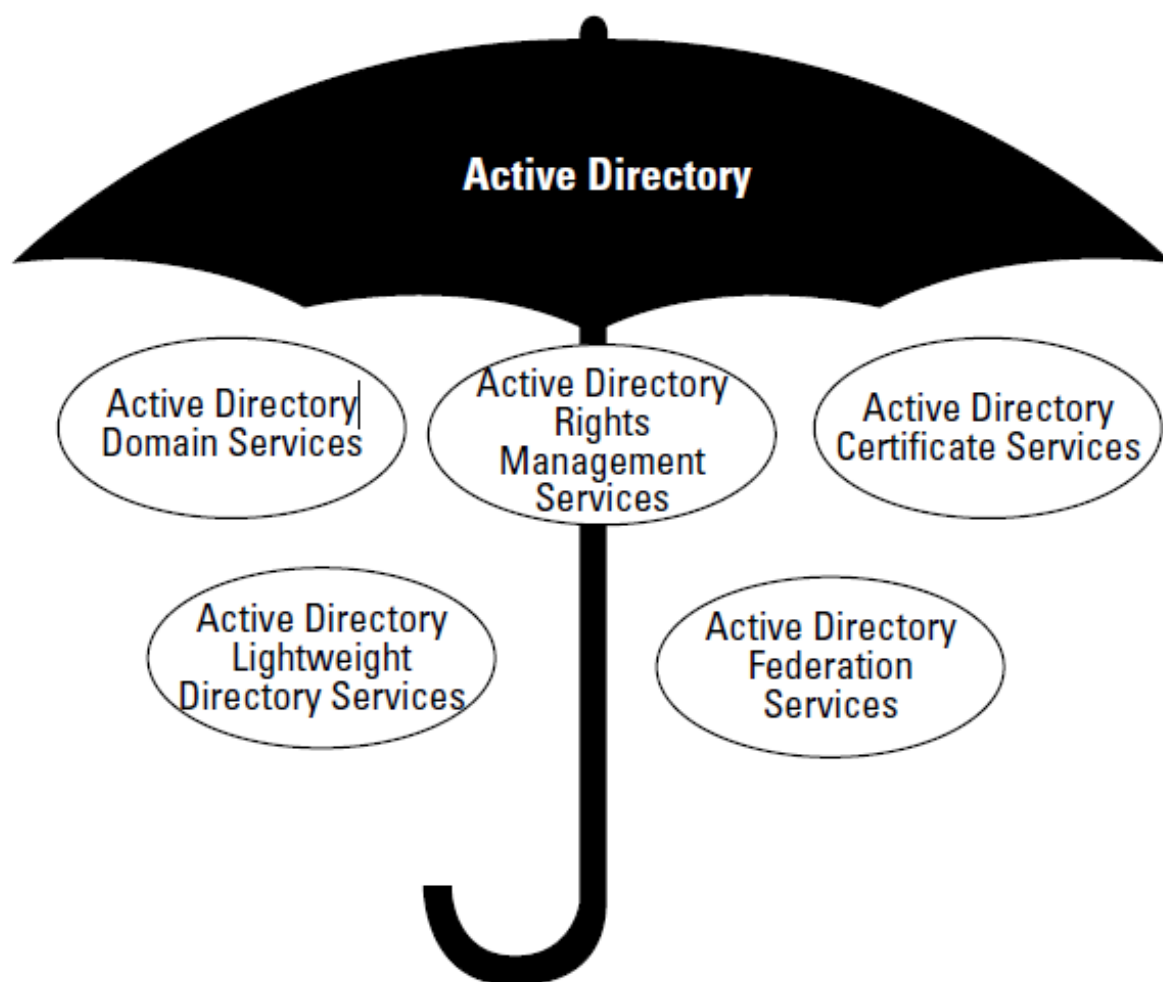 Active Directory
Active Directory
Domain Services
Active Directory
Rights
Management
Services
Active Directory
Certificate Services
Active Directory
Lightweight
Directory Services
Active Directory
Federation
Services